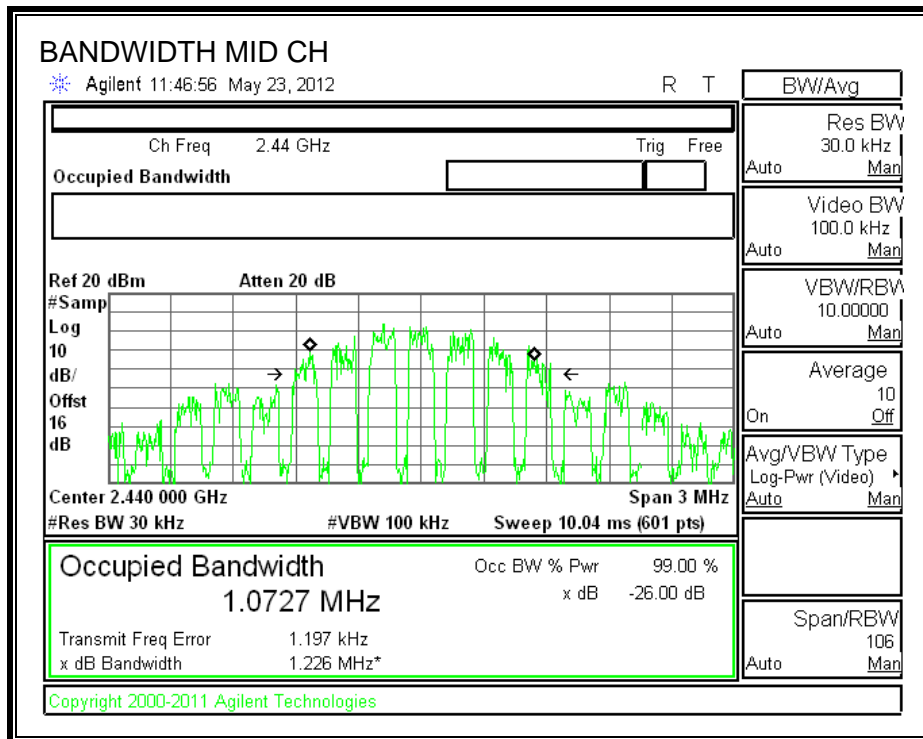 BANDWIDTH MID CH
Agilent 11:46:56 May 23, 2012 R T
Ch Freq 2.44 GHz Trig Free
Occupied Bandwidth
Ref 20 dBm Atten 20 dB
#Samp
Log
10
dB/
Offst
16
dB
Center 2.440 000 GHz Span 3 MHz
#Res BW 30 kHz #VBW 100 kHz Sweep 10.04 ms (601 pts)
Occupied Bandwidth Occ BW % Pwr 99.00 %
1.0727 MHz x dB -26.00 dB
Transmit Freq Error 1.197 kHz
x dB Bandwidth 1.226 MHz*
Copyright 2000-2011 Agilent Technologies
BW/Avg
Res BW
30.0 kHz
Auto Man
Video BW
100.0 kHz
Auto Man
VBW/RBW
10.00000
Auto Man
Average
10
On Off
Avg/VBW Type
Log-Pwr (Video)
Auto Man
Span/RBW
106
Auto Man